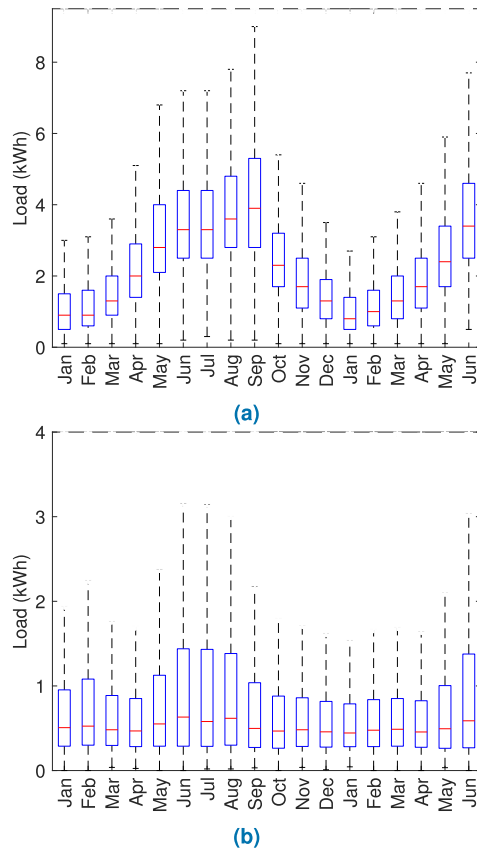 8
6
4
2
0
Load (kWh)
Jan
Feb
Mar
Apr
May
Jun
Jul
Aug
Sep
Oct
Nov
Dec
Jan
Feb
Mar
Apr
May
Jun
(a)
4
3
2
1
0
Load (kWh)
Jan
Feb
Mar
Apr
May
Jun
Jul
Aug
Sep
Oct
Nov
Dec
Jan
Feb
Mar
Apr
May
Jun
(b)